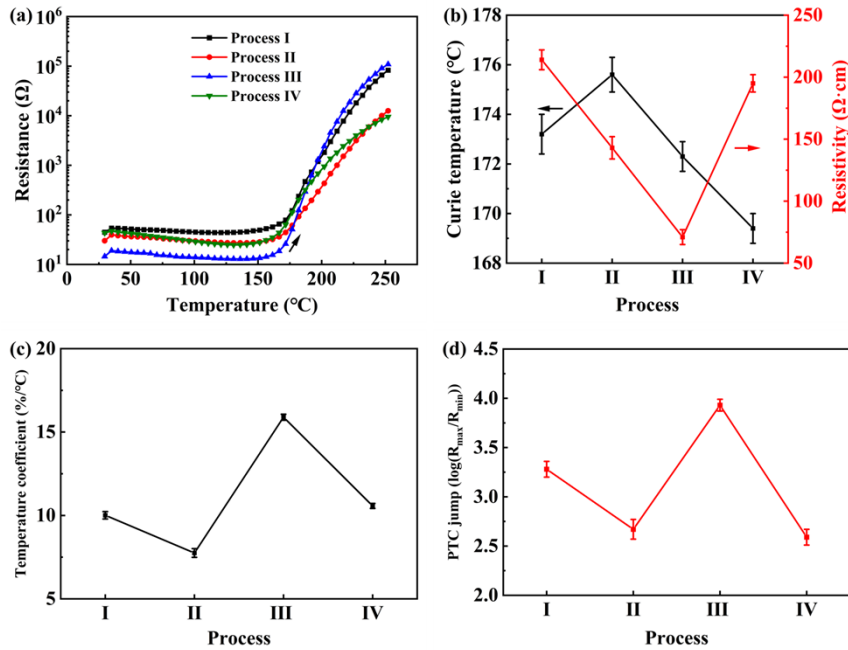 (a)
Resistance (Ω)
10⁶
10⁵
10⁴
10³
10²
10¹
Process I
Process II
Process III
Process IV
0 50 100 150 200 250
Temperature (℃)
(b)
Curie temperature (℃)
178
176
174
172
170
168
250
200
150
100
50
Resistivity (Ω·cm)
I II III IV
Process
(c)
Temperature coefficient (%/℃)
20
15
10
5
I II III IV
Process
(d)
PTC jump (log(Rmax/Rmin))
4.5
4.0
3.5
3.0
2.5
2.0
I II III IV
Process